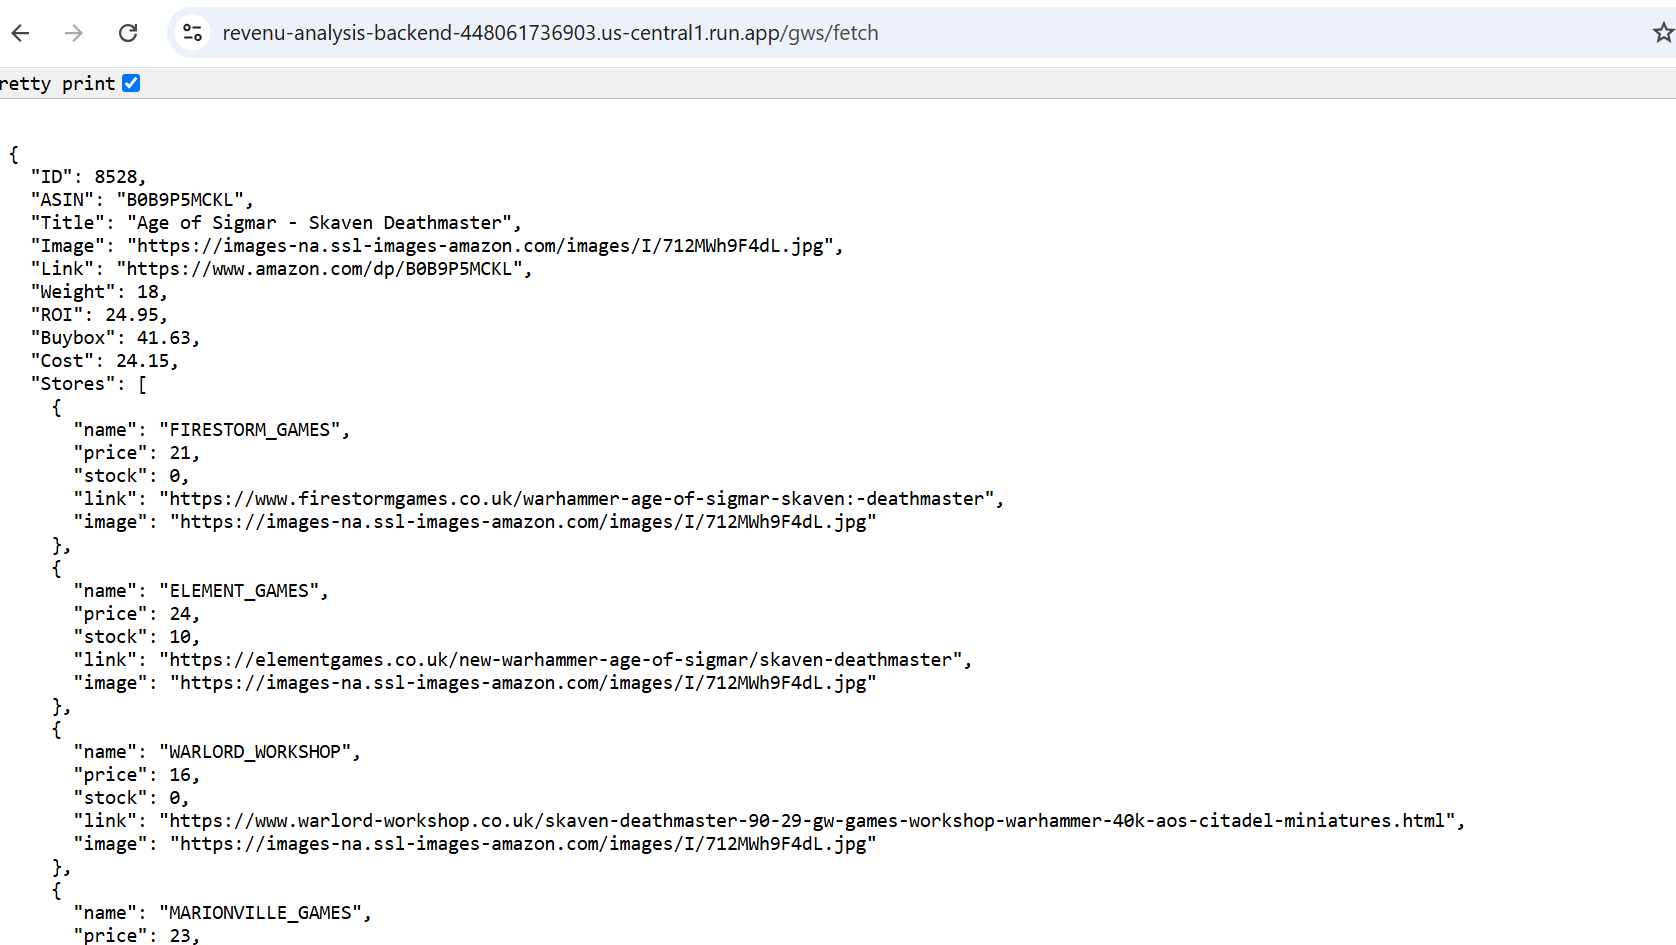 revenu-analysis-backend-448061736903.us-central1.run.app/gws/fetch
retty print
{
"ID": 8528,
"ASIN": "B0B9P5MCKL",
"Title": "Age of Sigmar - Skaven Deathmaster",
"Image": "https://images-na.ssl-images-amazon.com/images/I/712MWh9F4dL.jpg",
"Link": "https://www.amazon.com/dp/B0B9P5MCKL",
"Weight": 18,
"ROI": 24.95,
"Buybox": 41.63,
"Cost": 24.15,
"Stores": [
{
"name": "FIRESTORM_GAMES",
"price": 21,
"stock": 0,
"link": "https://www.firestormgames.co.uk/warhammer-age-of-sigmar-skaven:-deathmaster",
"image": "https://images-na.ssl-images-amazon.com/images/I/712MWh9F4dL.jpg"
},
{
"name": "ELEMENT_GAMES",
"price": 24,
"stock": 10,
"link": "https://elementgames.co.uk/new-warhammer-age-of-sigmar/skaven-deathmaster",
"image": "https://images-na.ssl-images-amazon.com/images/I/712MWh9F4dL.jpg"
},
{
"name": "WARLORD_WORKSHOP",
"price": 16,
"stock": 0,
"link": "https://www.warlord-workshop.co.uk/skaven-deathmaster-90-29-gw-games-workshop-warhammer-40k-aos-citadel-miniatures.html",
"image": "https://images-na.ssl-images-amazon.com/images/I/712MWh9F4dL.jpg"
},
{
"name": "MARIONVILLE_GAMES",
"price": 23,